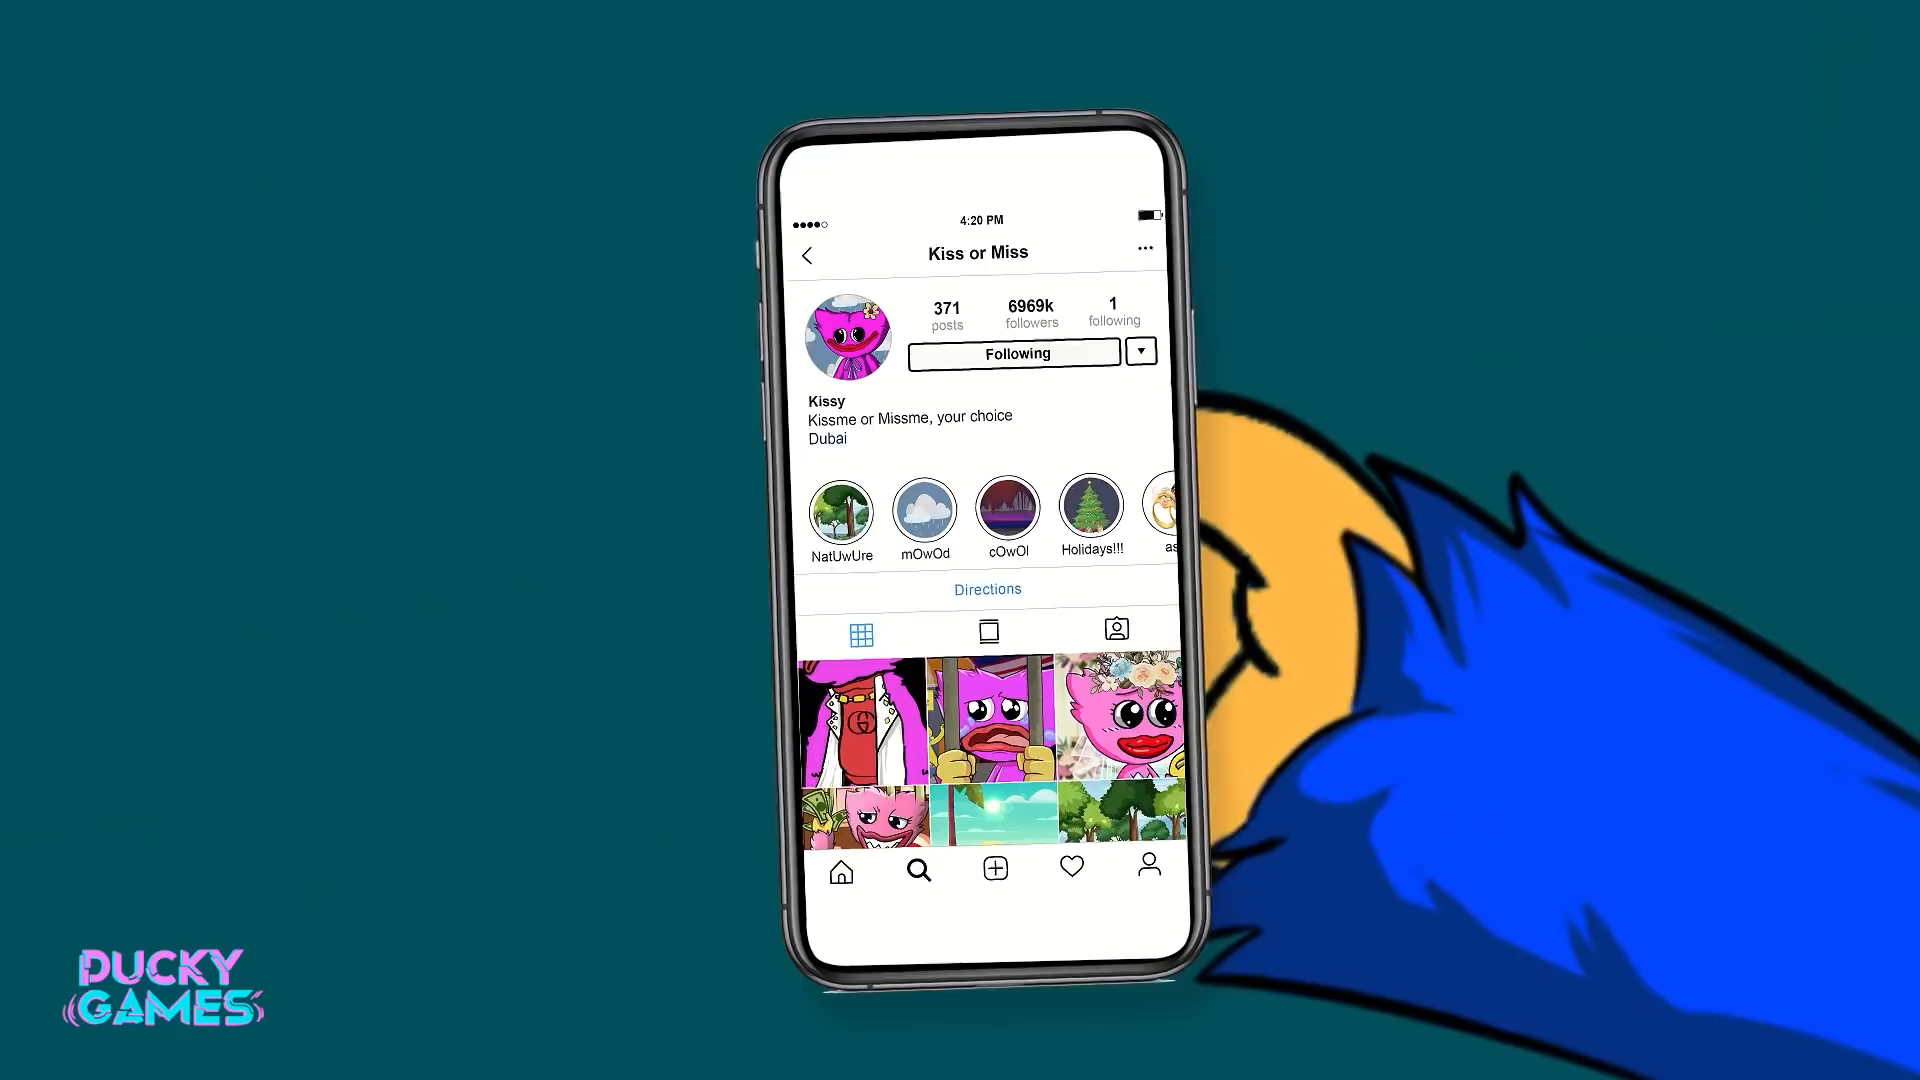 4:20 PM
Kiss or Miss
371
6969k
1
posts
followers
following
Following
Kissy
Kissme or Missme, your choice
Dubai
NatUwUre
mOwOd
cOwOl
Holidays!!!
as
Directions
DUCKY
GAMES